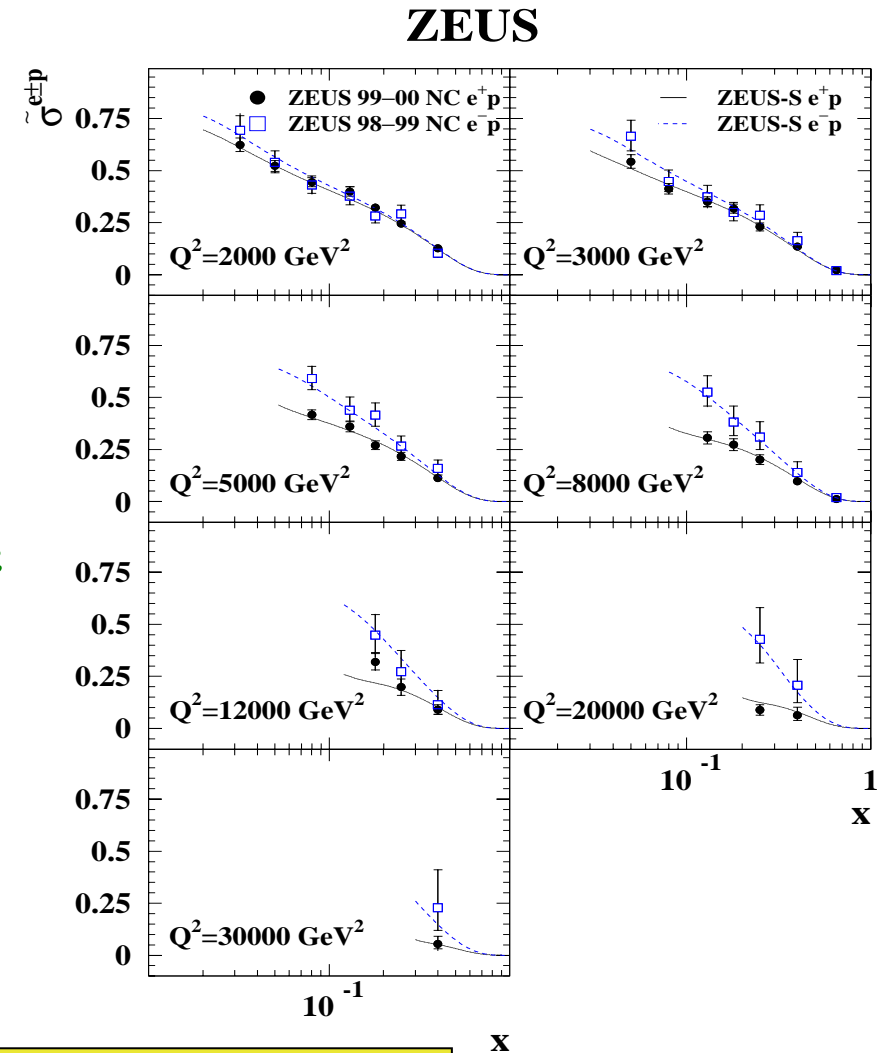 ZEUS
σ̃ e±p
ZEUS 99–00 NC e⁺p
ZEUS 98–99 NC e⁻p
ZEUS-S e⁺p
ZEUS-S e⁻p
0.75
0.5
0.25
0
Q²=2000 GeV²
Q²=3000 GeV²
0.75
0.5
0.25
0
Q²=5000 GeV²
Q²=8000 GeV²
0.75
0.5
0.25
0
Q²=12000 GeV²
Q²=20000 GeV²
10⁻¹
1
x
0.75
0.5
0.25
0
Q²=30000 GeV²
10⁻¹
x